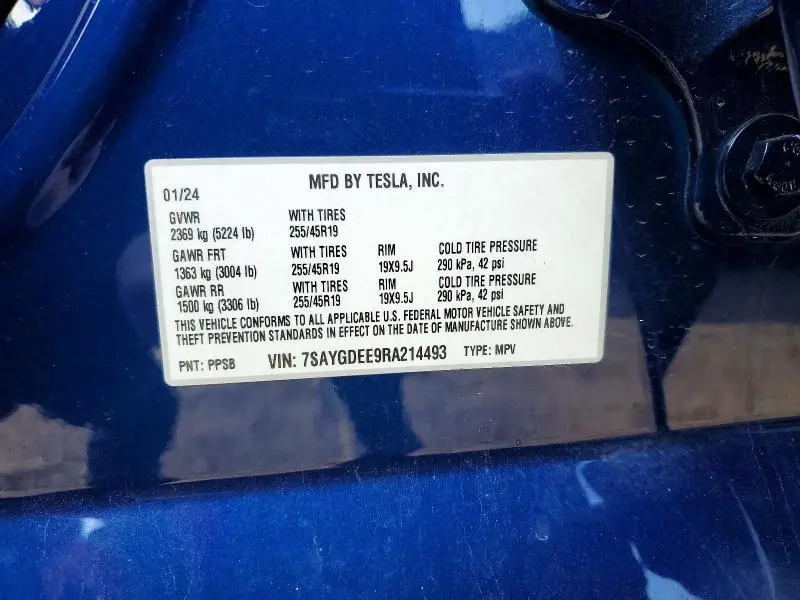 MFD BY TESLA, INC.
01/24
GVWR WITH TIRES
2369 kg (5224 lb) 255/45R19
GAWR FRT WITH TIRES RIM COLD TIRE PRESSURE
1363 kg (3004 lb) 255/45R19 19X9.5J 290 kPa, 42 psi
GAWR RR WITH TIRES RIM COLD TIRE PRESSURE
1500 kg (3306 lb) 255/45R19 19X9.5J 290 kPa, 42 psi
THIS VEHICLE CONFORMS TO ALL APPLICABLE U.S. FEDERAL MOTOR VEHICLE SAFETY AND
THEFT PREVENTION STANDARDS IN EFFECT ON THE DATE OF MANUFACTURE SHOWN ABOVE.
PNT: PPSB VIN: 7SAYGDEE9RA214493 TYPE: MPV